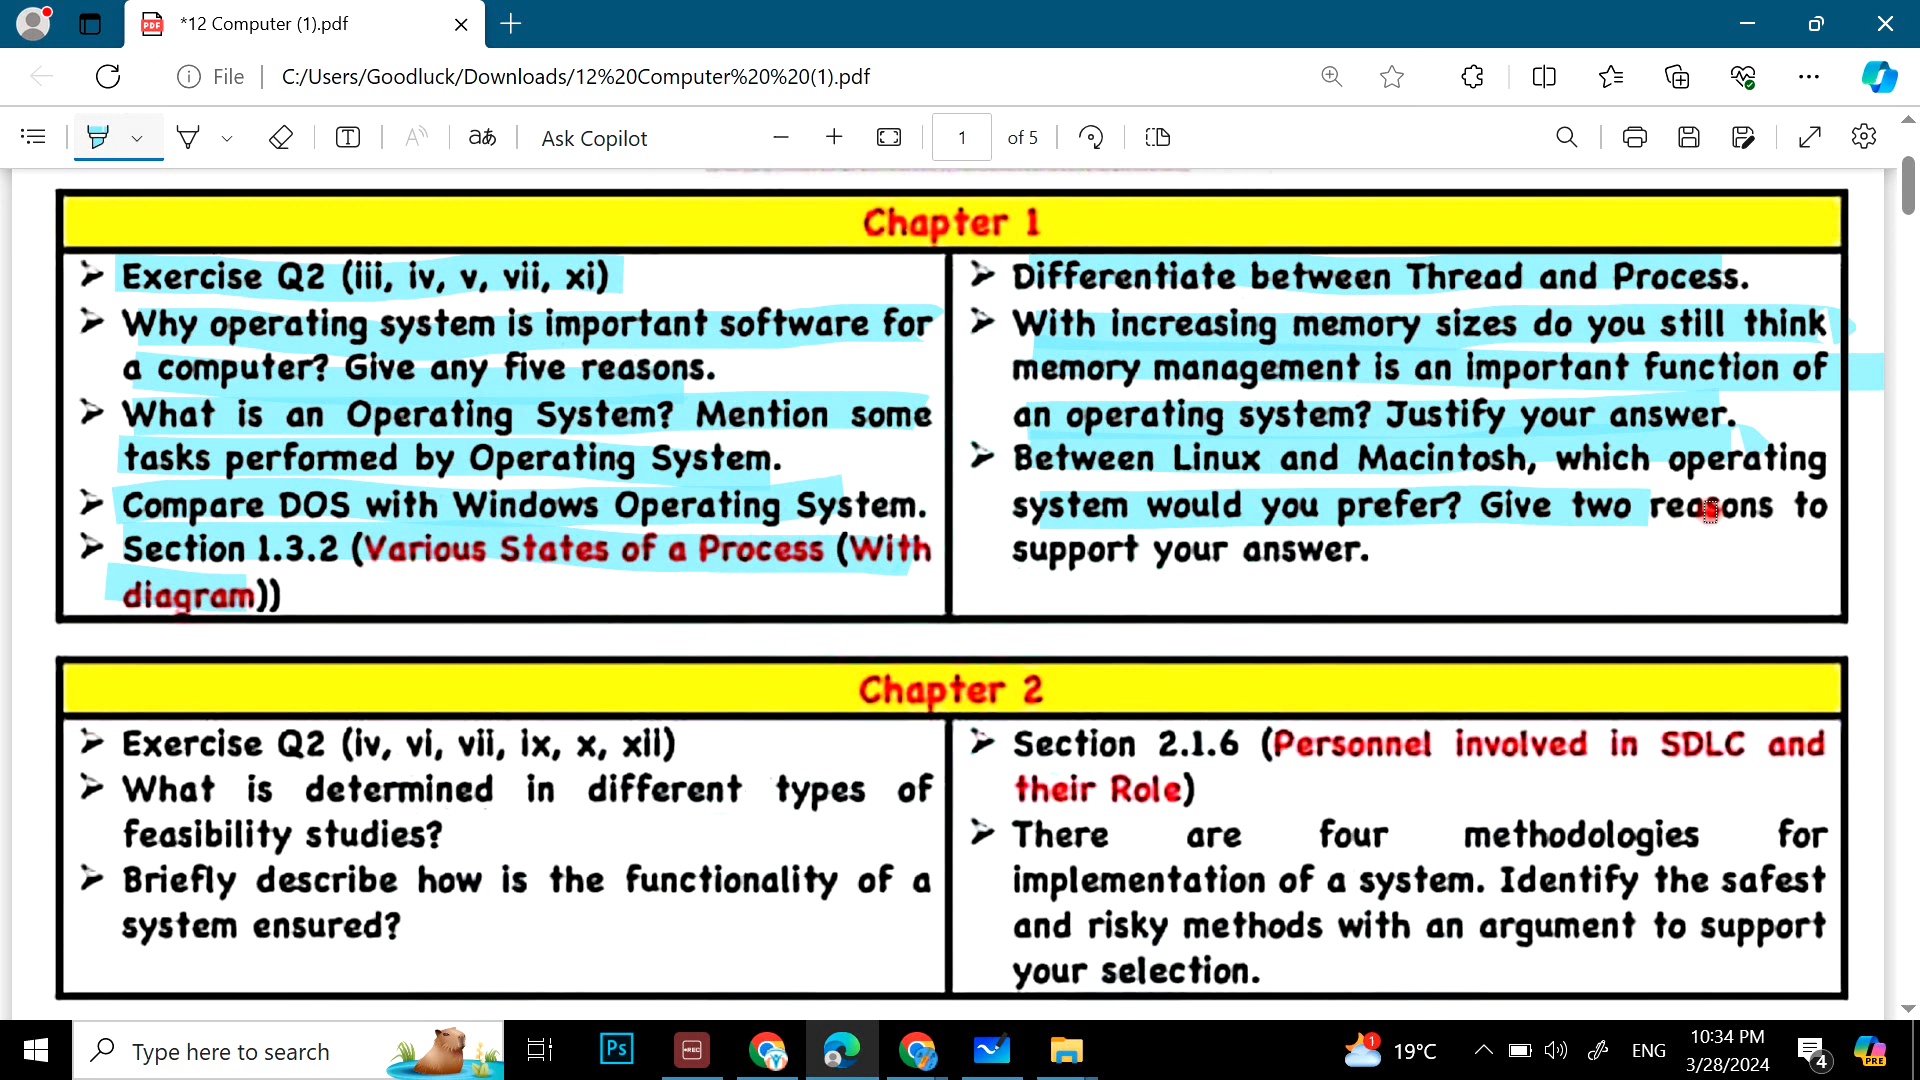 *12 Computer (1).pdf
File
C:/Users/Goodluck/Downloads/12%20Computer%20%20(1).pdf
Ask Copilot
1 of 5
Chapter 1
Exercise Q2 (iii, iv, v, vii, xi)
Why operating system is important software for
a computer? Give any five reasons.
What is an Operating System? Mention some
tasks performed by Operating System.
Compare DOS with Windows Operating System.
Section 1.3.2 (Various States of a Process (With
diagram))
Differentiate between Thread and Process.
With increasing memory sizes do you still think
memory management is an important function of
an operating system? Justify your answer.
Between Linux and Macintosh, which operating
system would you prefer? Give two reasons to
support your answer.
Chapter 2
Exercise Q2 (iv, vi, vii, ix, x, xii)
What is determined in different types of
feasibility studies?
Briefly describe how is the functionality of a
system ensured?
Section 2.1.6 (Personnel involved in SDLC and
their Role)
There are four methodologies for
implementation of a system. Identify the safest
and risky methods with an argument to support
your selection.
Type here to search
Ps
REC
1
19°C
ENG
10:34 PM
3/28/2024
4
PRE